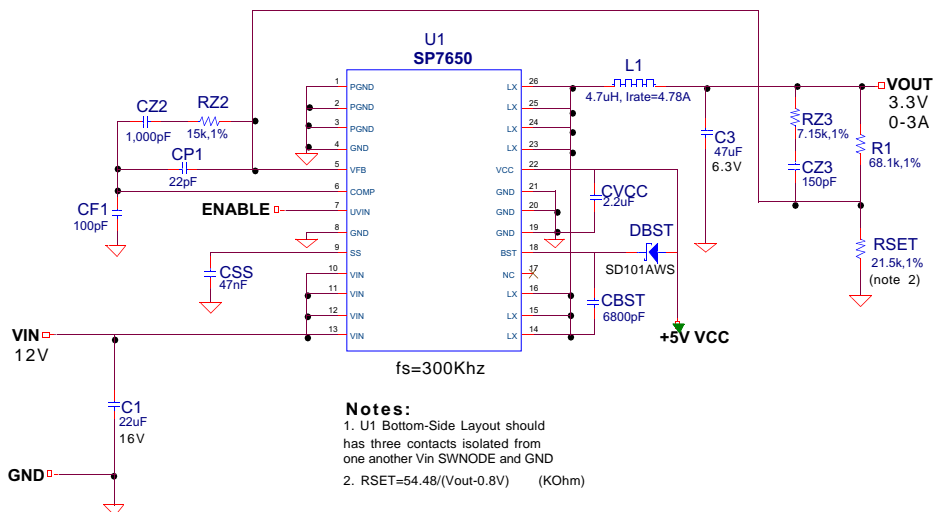 U1
SP7650
1 PGND
2 PGND
3 PGND
4 GND
5 VFB
6 COMP
7 UVIN
8 GND
9 SS
10 VIN
11 VIN
12 VIN
13 VIN
LX 26
LX 25
LX 24
LX 23
VCC 22
GND 21
GND 20
GND 19
BST 18
NC 17
LX 16
LX 15
LX 14
fs=300Khz
CZ2
1,000pF
RZ2
15k,1%
CP1
22pF
CF1
100pF
ENABLE
CSS
47nF
VIN
12V
C1
22uF
16V
GND
L1
4.7uH, Irate=4.78A
C3
47uF
6.3V
RZ3
7.15k,1%
CZ3
150pF
R1
68.1k,1%
VOUT
3.3V
0-3A
RSET
21.5k,1%
(note 2)
CVCC
2.2uF
DBST
SD101AWS
CBST
6800pF
+5V VCC
Notes:
1. U1 Bottom-Side Layout should
has three contacts isolated from
one another Vin SWNODE and GND
2. RSET=54.48/(Vout-0.8V) (KOhm)